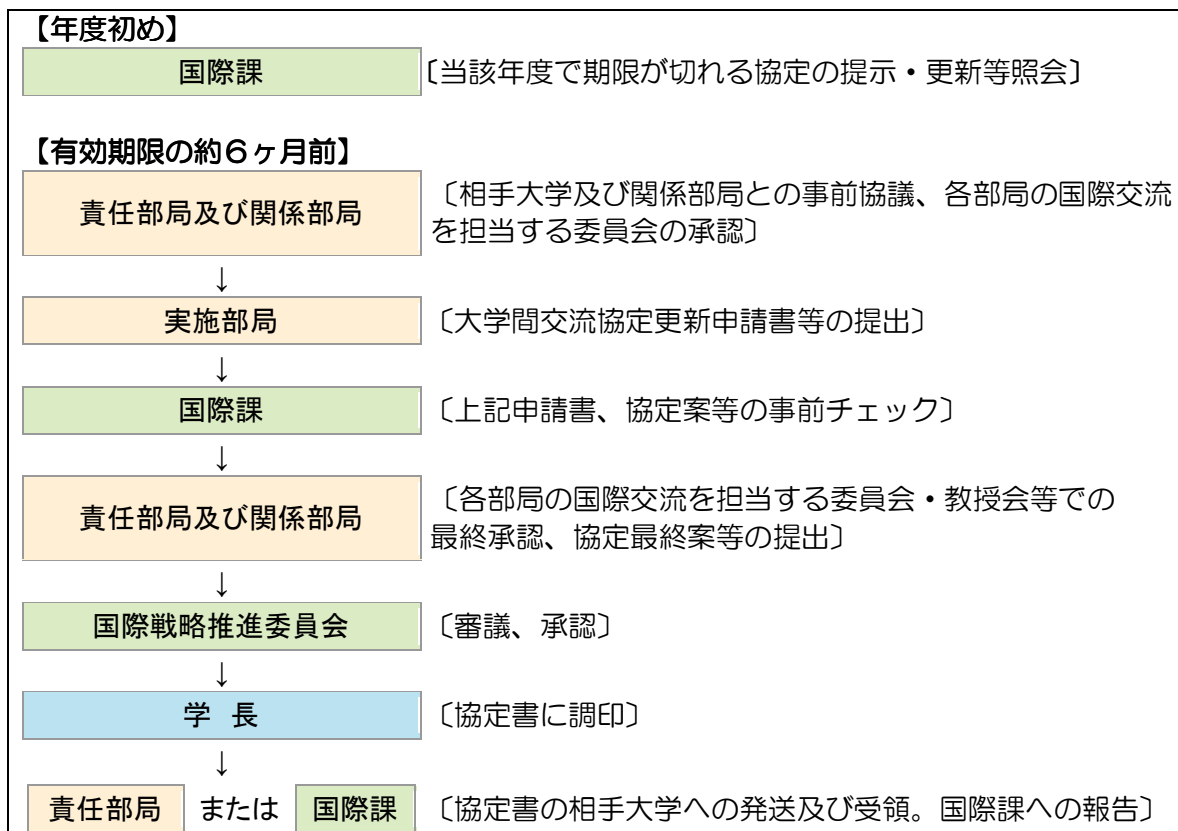 【年度初め】
国際課 〔当該年度で期限が切れる協定の提示・更新等照会〕
【有効期限の約６ヶ月前】
責任部局及び関係部局 〔相手大学及び関係部局との事前協議、各部局の国際交流
を担当する委員会の承認〕
↓
実施部局 〔大学間交流協定更新申請書等の提出〕
↓
国際課 〔上記申請書、協定案等の事前チェック〕
↓
責任部局及び関係部局 〔各部局の国際交流を担当する委員会・教授会等での
最終承認、協定最終案等の提出〕
↓
国際戦略推進委員会 〔審議、承認〕
↓
学 長 〔協定書に調印〕
↓
責任部局 または 国際課 〔協定書の相手大学への発送及び受領。国際課への報告〕